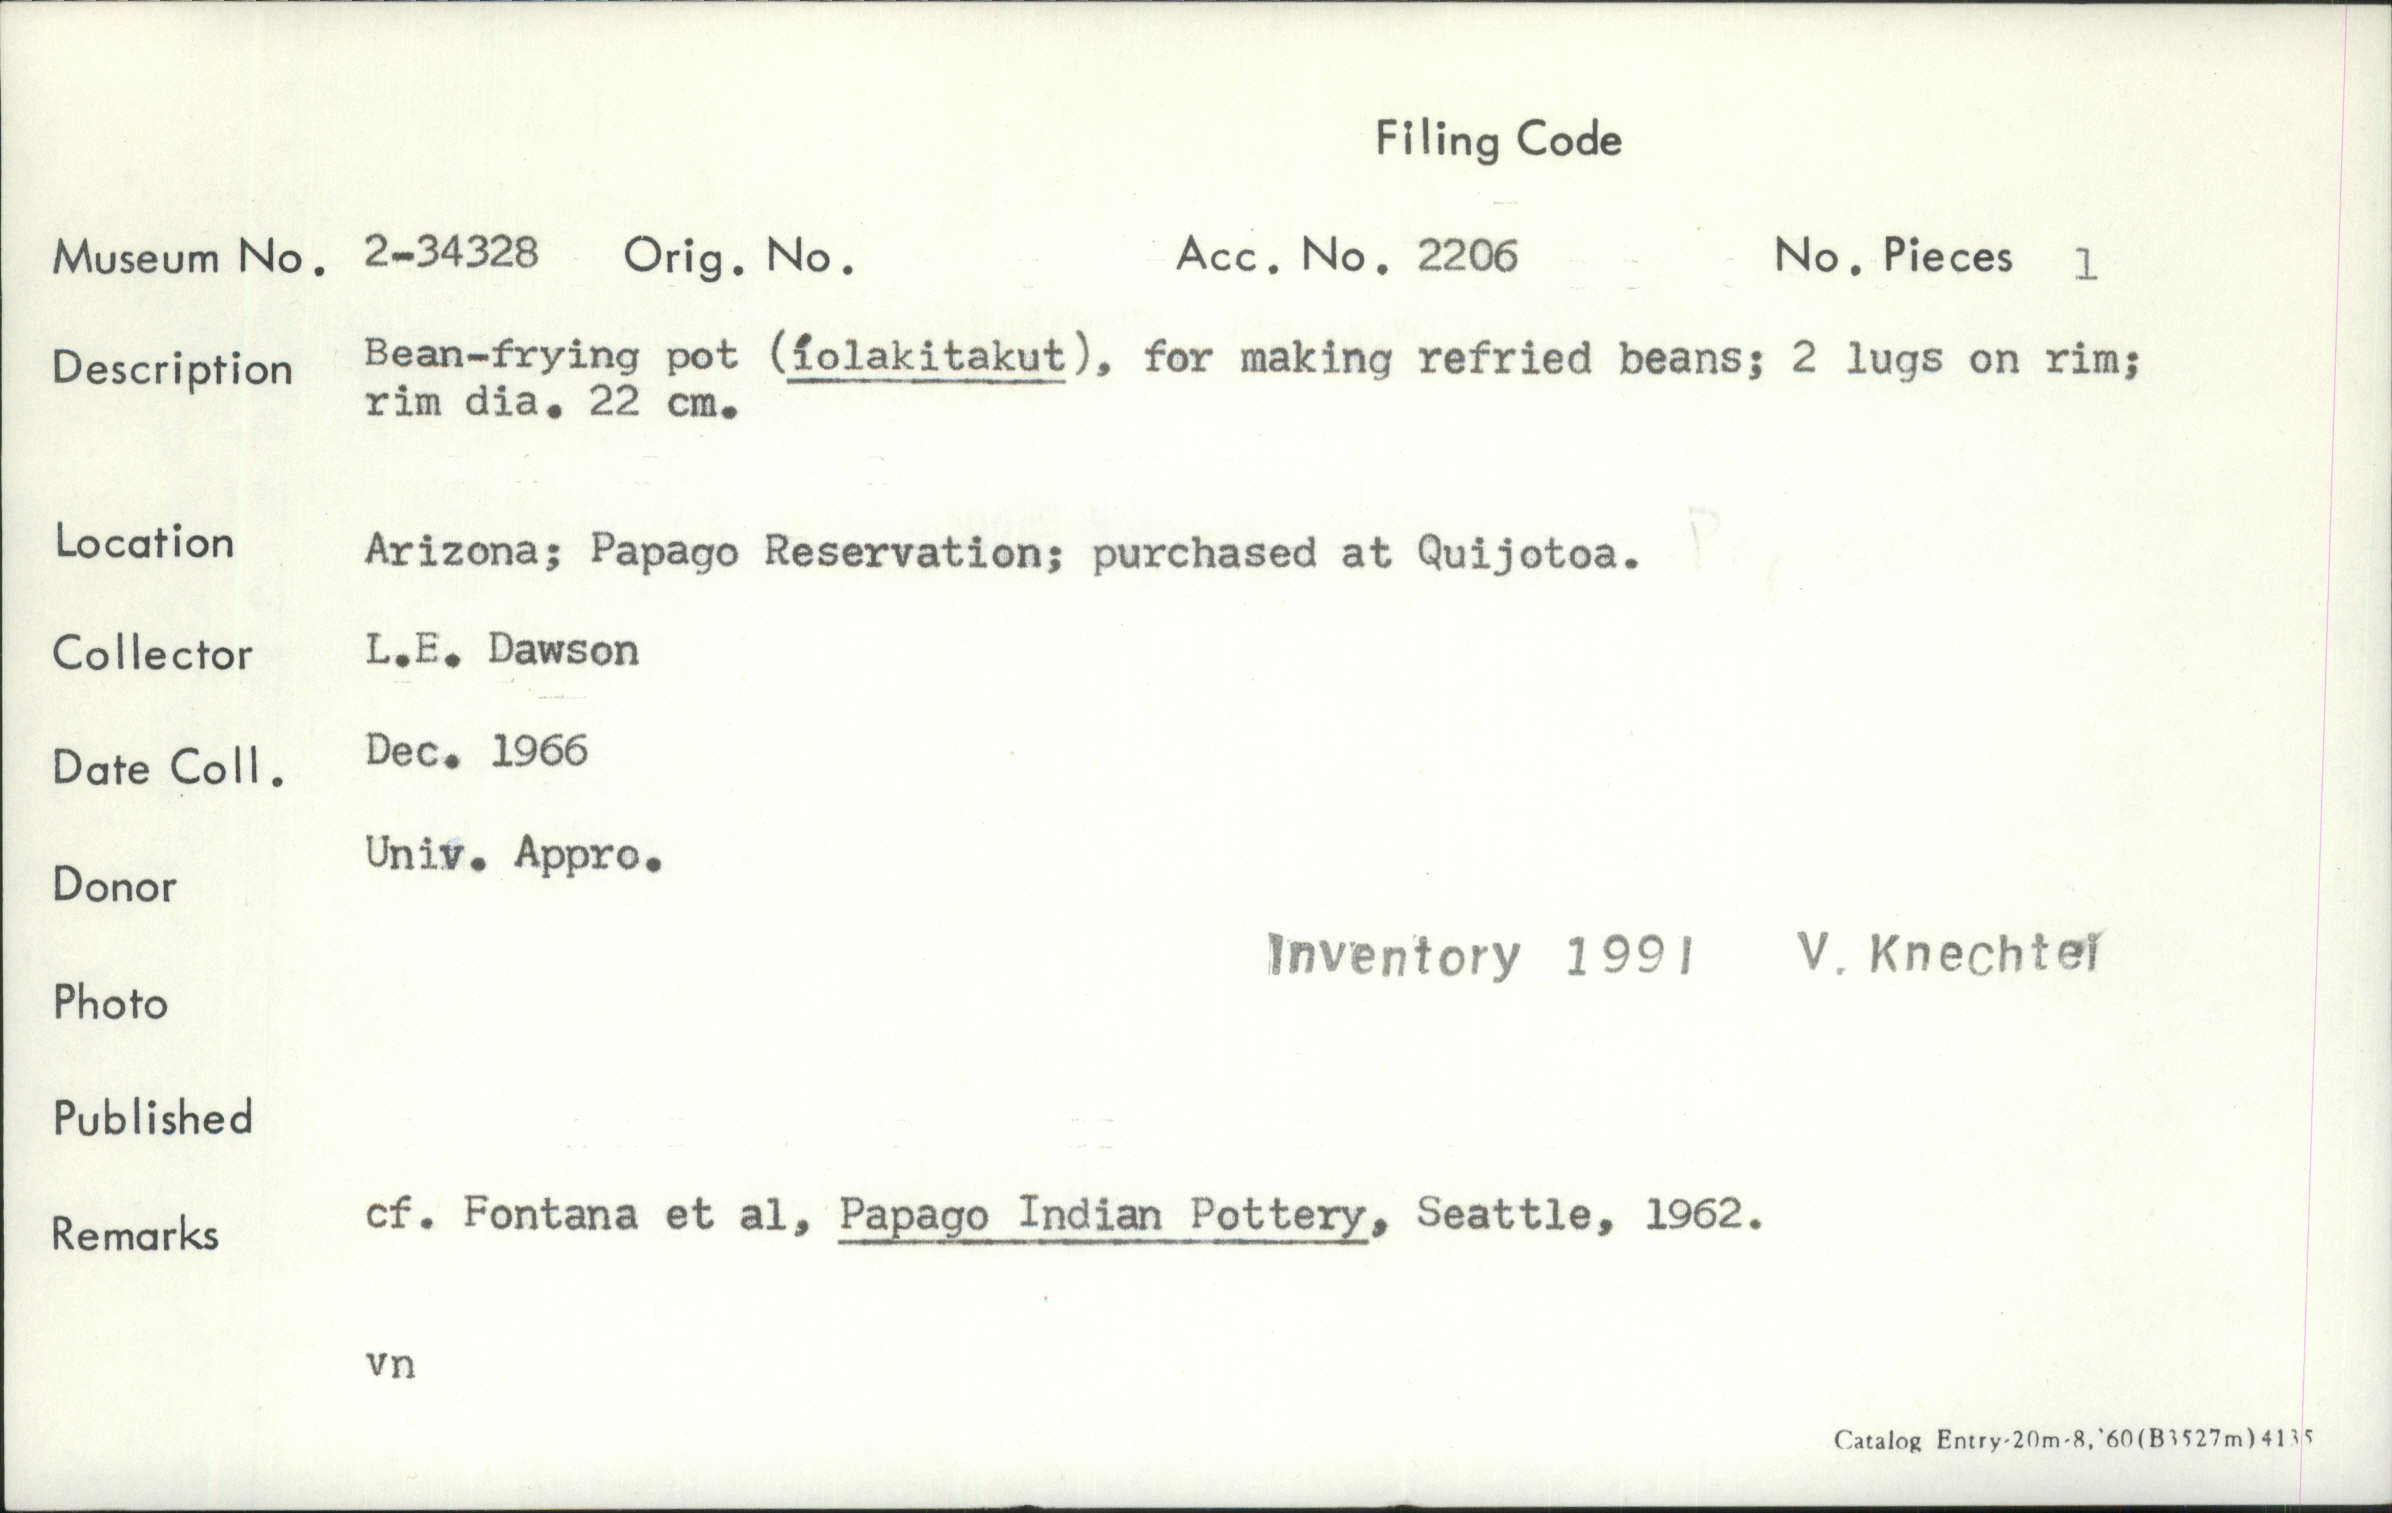 Filing Code
Museum No. 2-34328 Orig. No. Acc. No. 2206 No. Pieces 1
Description Bean-frying pot (íolakitakut), for making refried beans; 2 lugs on rim;
rim dia. 22 cm.
Location Arizona; Papago Reservation; purchased at Quijotoa. P
Collector L.E. Dawson
Date Coll. Dec. 1966
Donor Univ. Appro.
Inventory 1991 V. Knechtel
Photo
Published
Remarks cf. Fontana et al, Papago Indian Pottery, Seattle, 1962.
vn
Catalog Entry-20m-8,'60(B3527m)4135